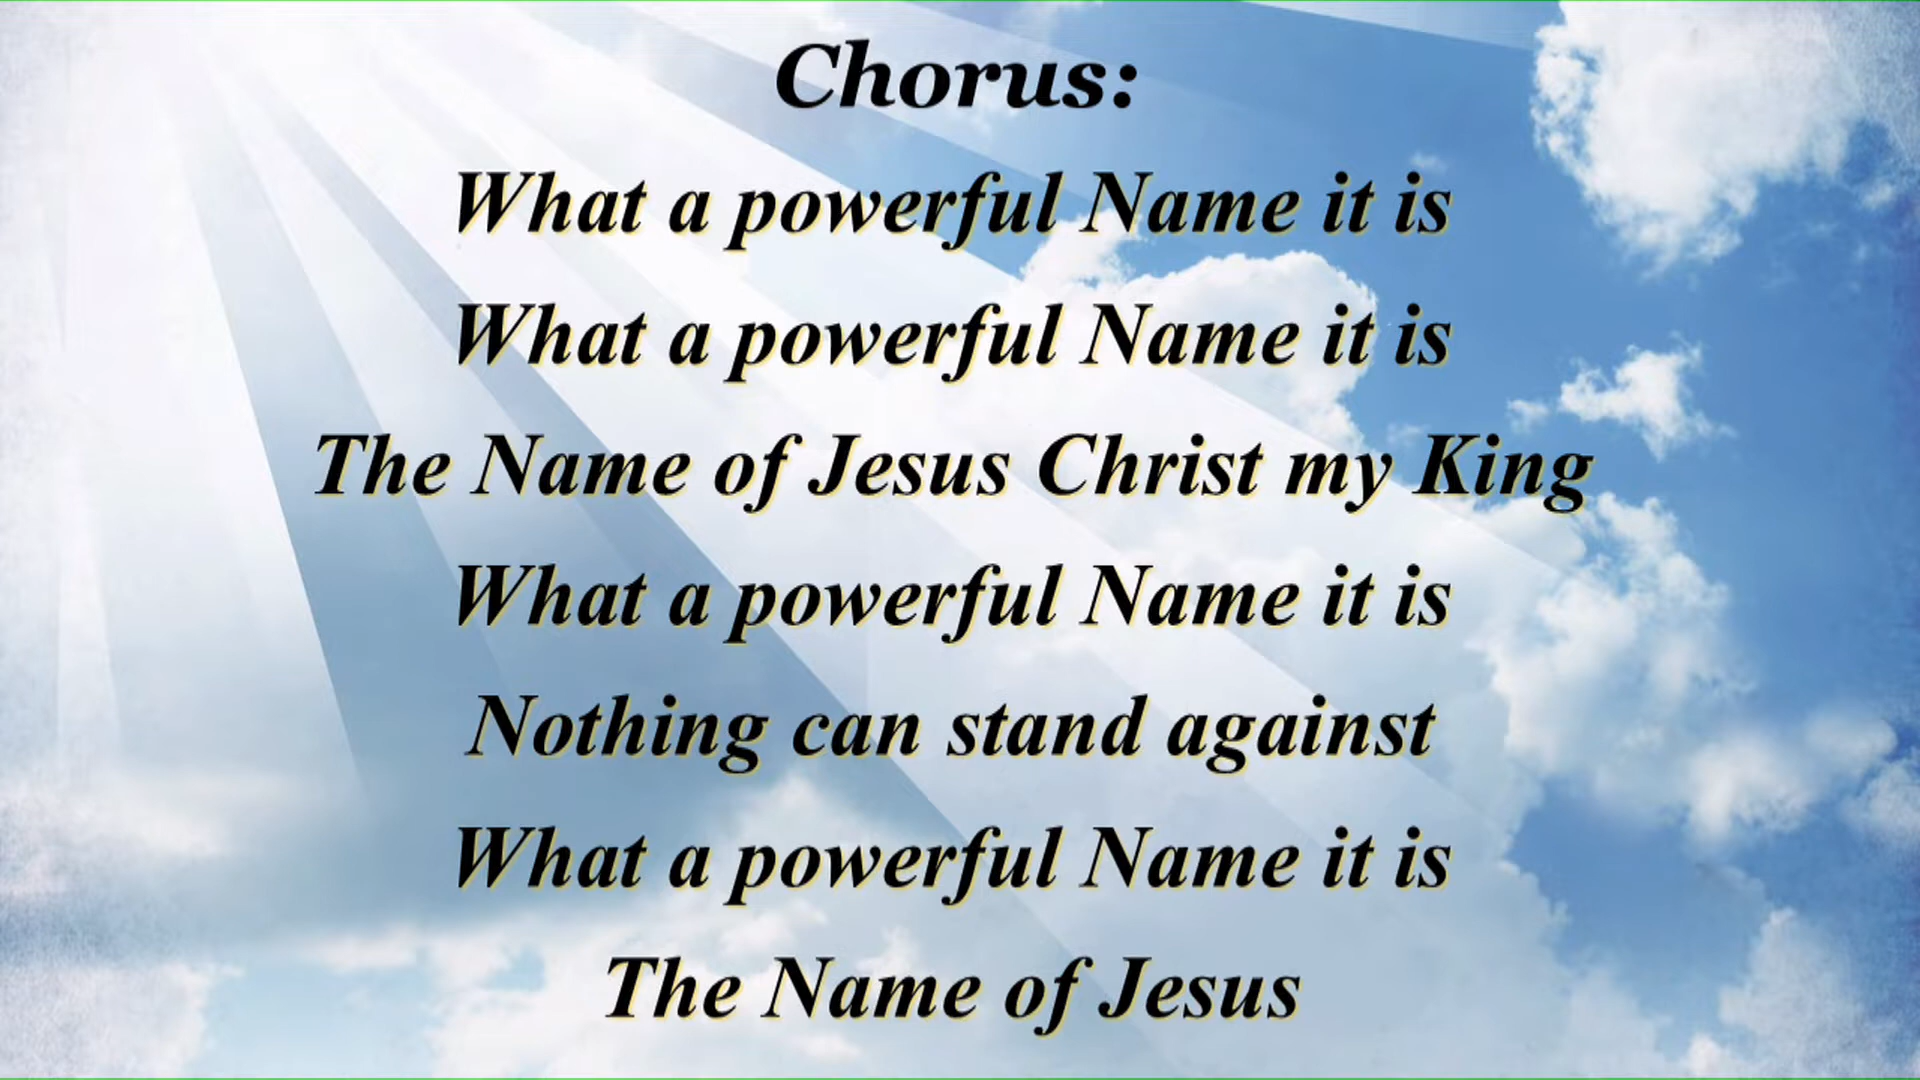 Chorus:
What a powerful Name it is
What a powerful Name it is
The Name of Jesus Christ my King
What a powerful Name it is
Nothing can stand against
What a powerful Name it is
The Name of Jesus